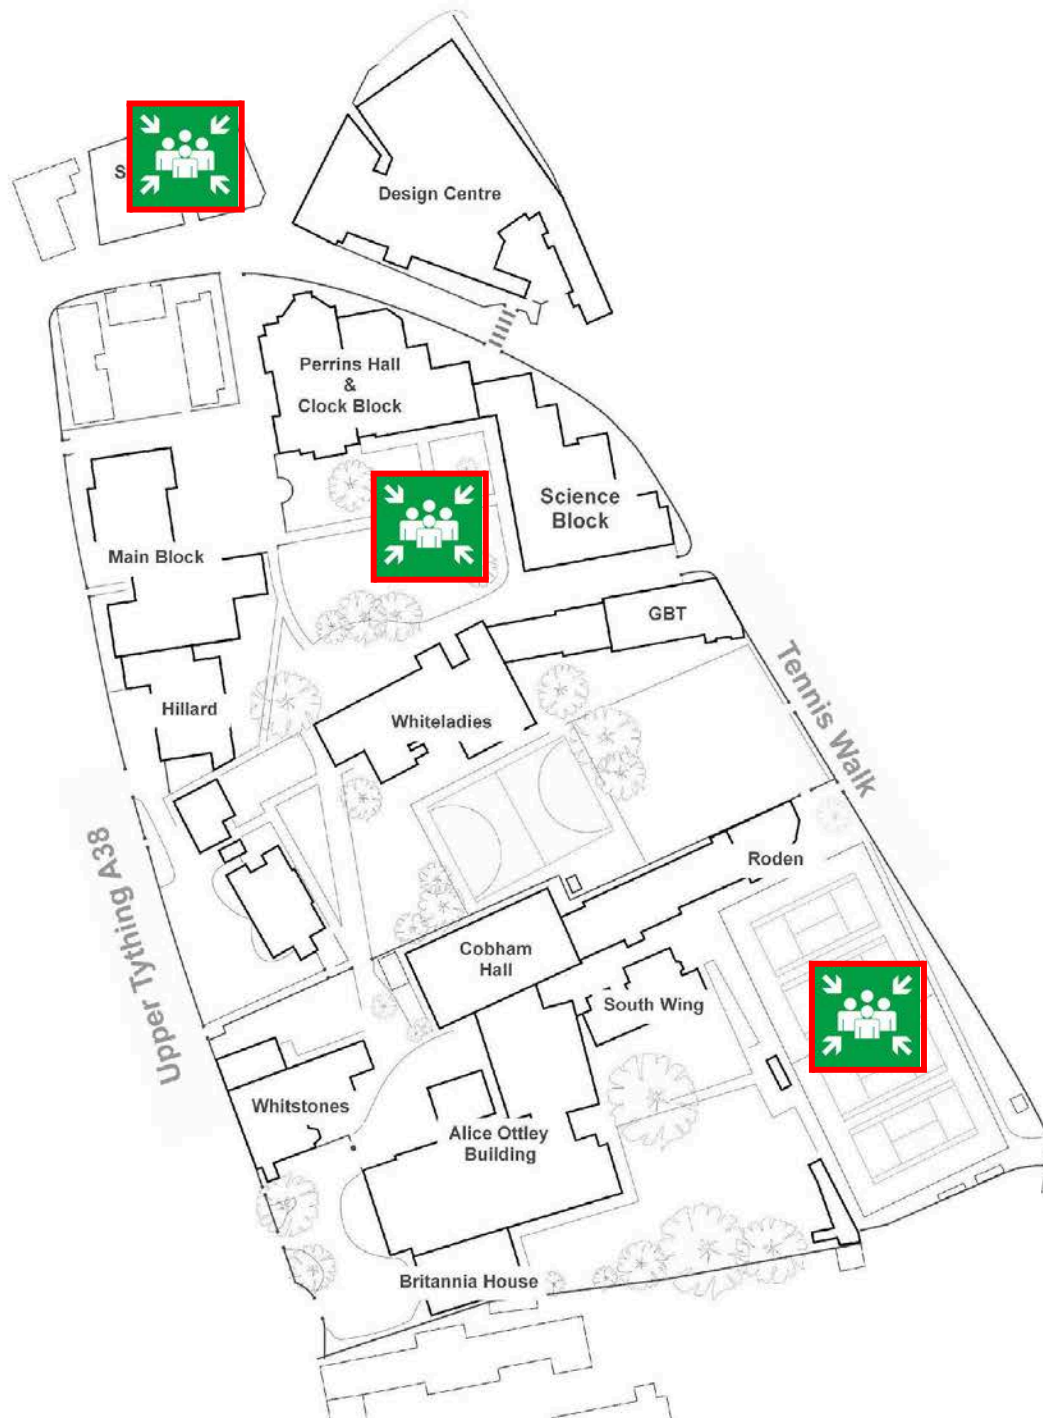 Design Centre
Perrins Hall
&
Clock Block
Science
Block
Main Block
GBT
Hillard
Whiteladies
Tennis Walk
Upper Tything A38
Roden
Cobham
Hall
South Wing
Whitstones
Alice Ottley
Building
Britannia House